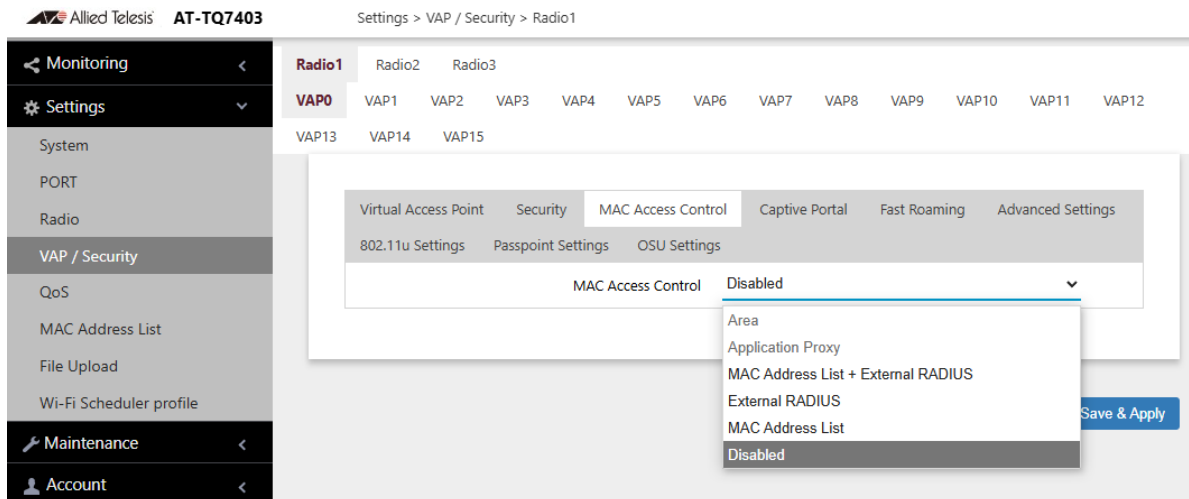 Allied Telesis AT-TQ7403 Settings > VAP / Security > Radio1
Monitoring
Settings
System
PORT
Radio
VAP / Security
QoS
MAC Address List
File Upload
Wi-Fi Scheduler profile
Maintenance
Account
Radio1 Radio2 Radio3
VAP0 VAP1 VAP2 VAP3 VAP4 VAP5 VAP6 VAP7 VAP8 VAP9 VAP10 VAP11 VAP12
VAP13 VAP14 VAP15
Virtual Access Point Security MAC Access Control Captive Portal Fast Roaming Advanced Settings
802.11u Settings Passpoint Settings OSU Settings
MAC Access Control Disabled
Area
Application Proxy
MAC Address List + External RADIUS
External RADIUS
MAC Address List
Disabled
Save & Apply